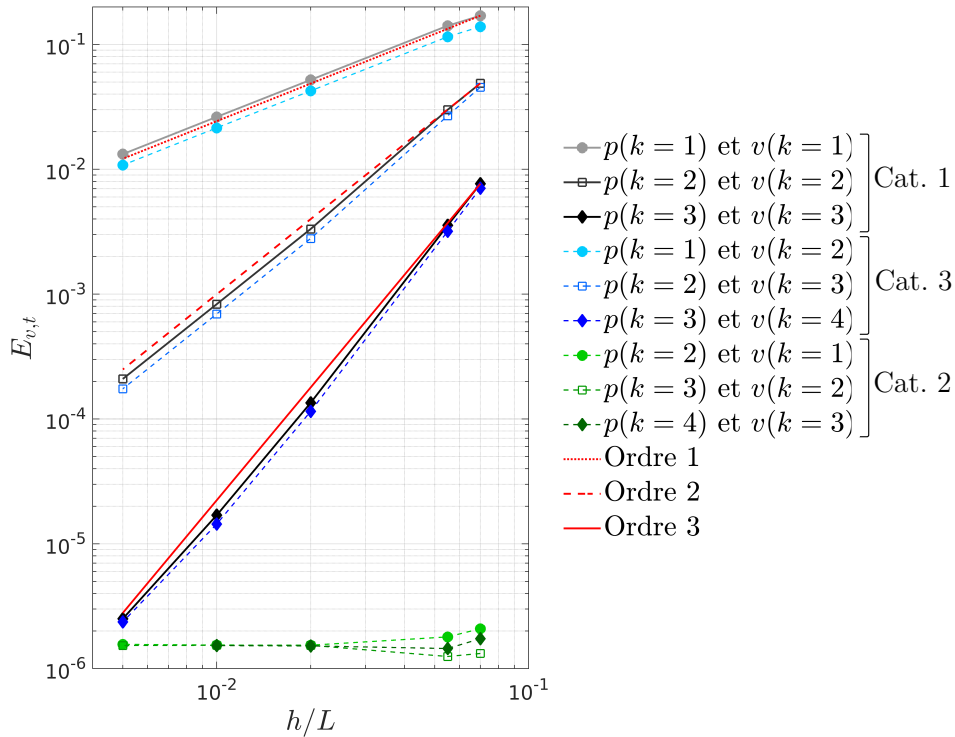 10⁻¹
10⁻²
10⁻³
10⁻⁴
10⁻⁵
10⁻⁶
E_{v,t}
10⁻²
10⁻¹
h/L
p(k = 1) et v(k = 1)
p(k = 2) et v(k = 2)
p(k = 3) et v(k = 3)
Cat. 1
p(k = 1) et v(k = 2)
p(k = 2) et v(k = 3)
p(k = 3) et v(k = 4)
Cat. 3
p(k = 2) et v(k = 1)
p(k = 3) et v(k = 2)
p(k = 4) et v(k = 3)
Cat. 2
Ordre 1
Ordre 2
Ordre 3